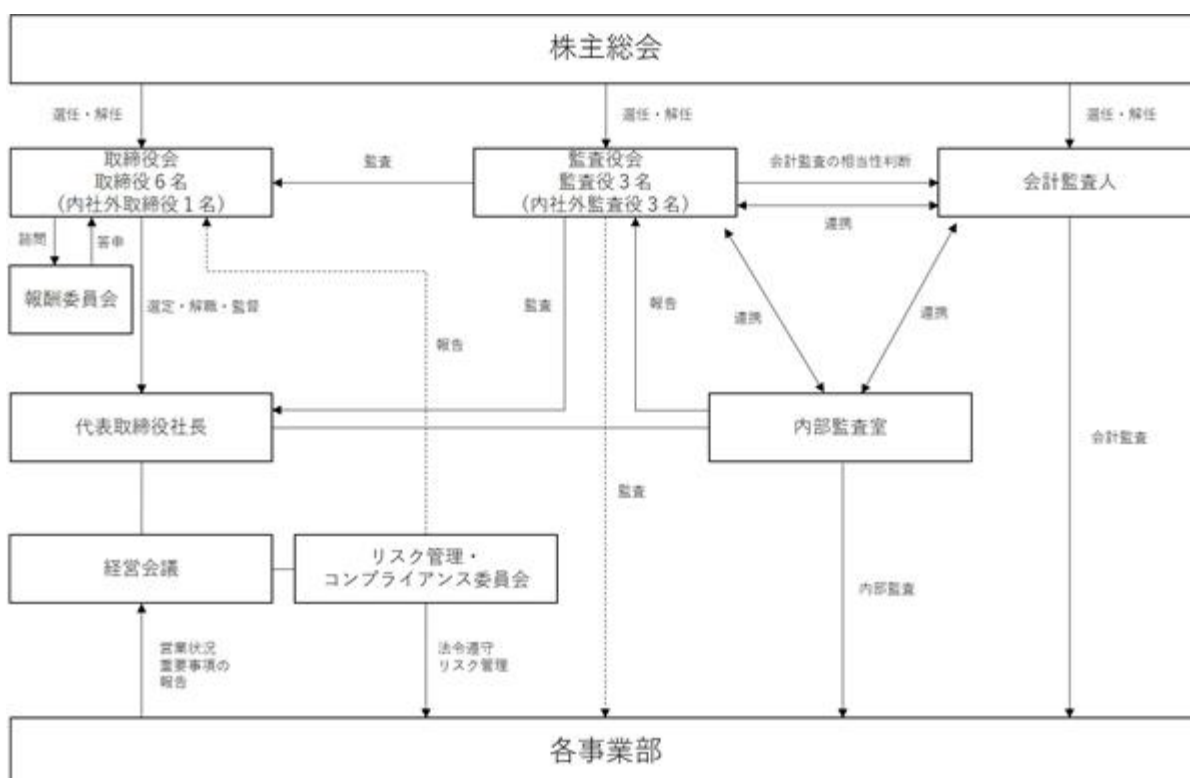 株主総会
選任・解任
選任・解任
選任・解任
取締役会
取締役6名
(内社外取締役1名)
監査
監査役会
監査役3名
(内社外監査役3名)
会計監査の相当性判断
連携
会計監査人
諮問
答申
報酬委員会
選定・解職・監督
報告
監査
報告
連携
連携
代表取締役社長
内部監査室
会計監査
監査
経営会議
リスク管理・
コンプライアンス委員会
内部監査
営業状況
重要事項の
報告
法令遵守
リスク管理
各事業部